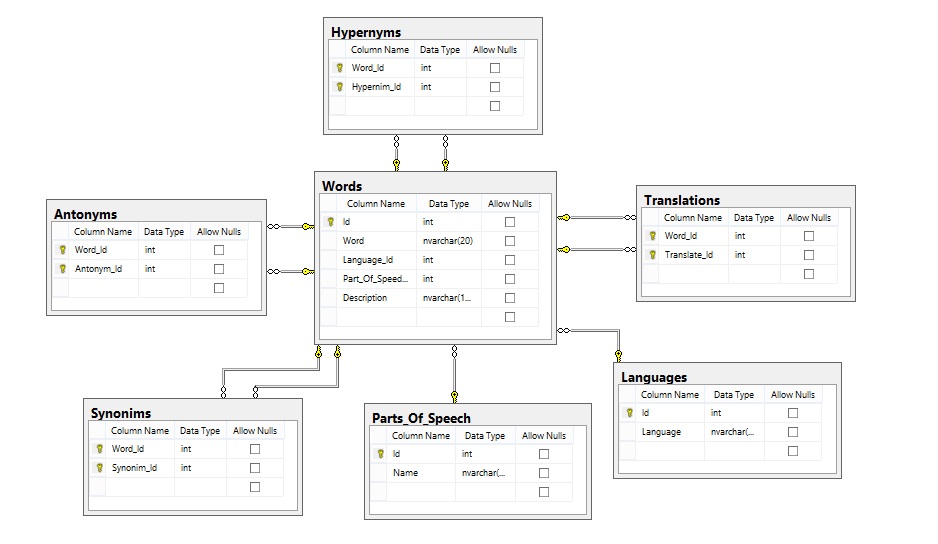 Hypernyms
Column Name Data Type Allow Nulls
Word_Id int
Hypernim_Id int
Words
Column Name Data Type Allow Nulls
Id int
Word nvarchar(20)
Language_Id int
Part_Of_Speed... int
Description nvarchar(1...
Antonyms
Column Name Data Type Allow Nulls
Word_Id int
Antonym_Id int
Translations
Column Name Data Type Allow Nulls
Word_Id int
Translate_Id int
Synonims
Column Name Data Type Allow Nulls
Word_Id int
Synonim_Id int
Parts_Of_Speech
Column Name Data Type Allow Nulls
Id int
Name nvarchar(...
Languages
Column Name Data Type Allow Nulls
Id int
Language nvarchar(...